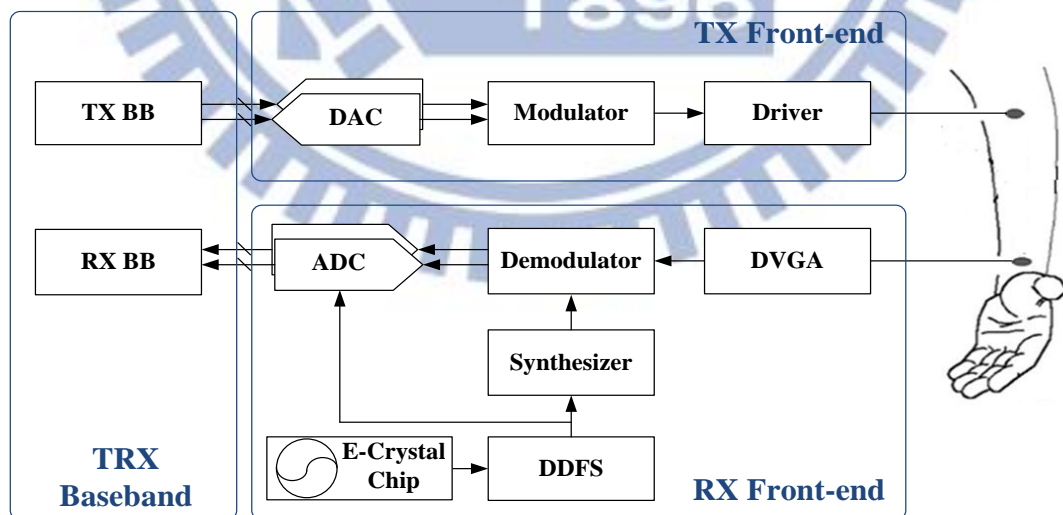 1896
TX Front-end
TX BB
DAC
Modulator
Driver
RX BB
ADC
Demodulator
DVGA
Synthesizer
E-Crystal
Chip
DDFS
TRX
Baseband
RX Front-end